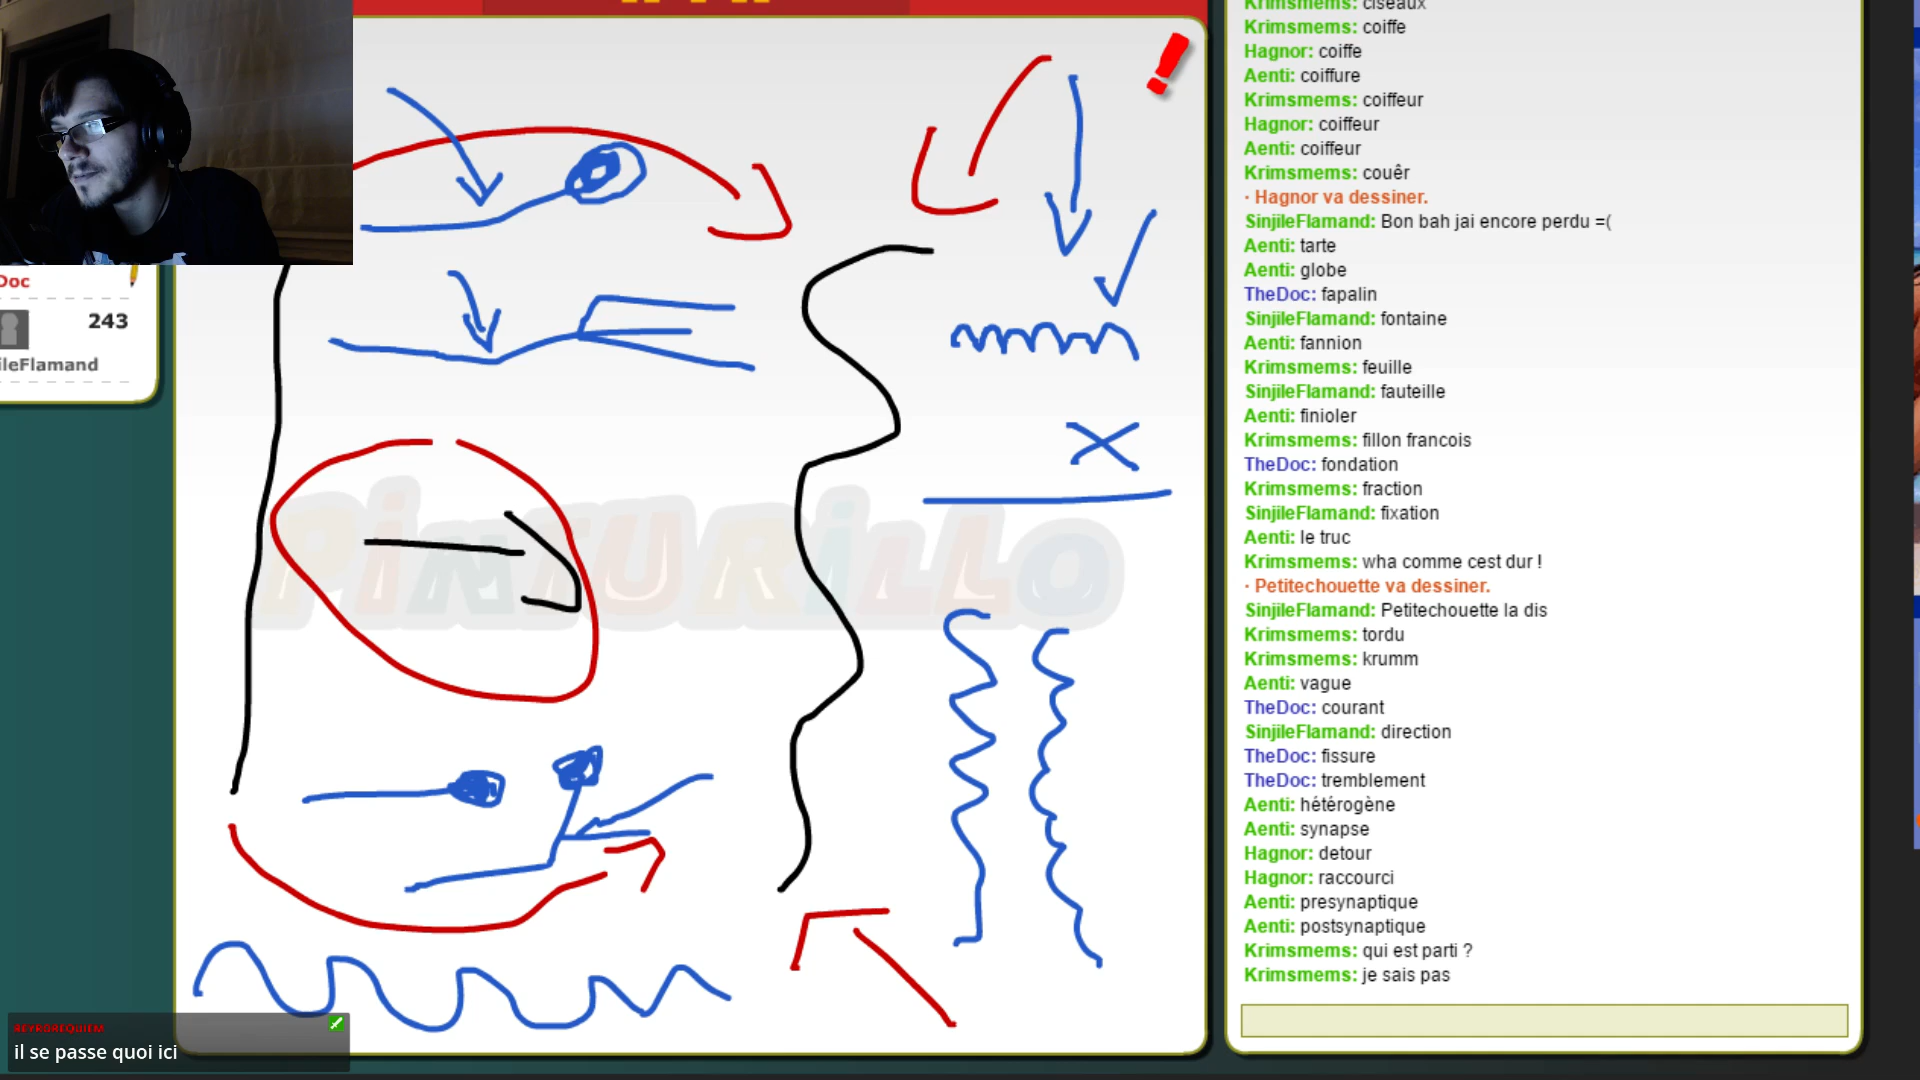 Krimsmems: ciseaux
Krimsmems: coiffe
Hagnor: coiffe
Aenti: coiffure
Krimsmems: coiffeur
Hagnor: coiffeur
Aenti: coiffeur
Krimsmems: couêr
· Hagnor va dessiner.
SinjileFlamand: Bon bah jai encore perdu =(
Aenti: tarte
Aenti: globe
TheDoc: fapalin
SinjileFlamand: fontaine
Aenti: fannion
Krimsmems: feuille
SinjileFlamand: fauteille
Aenti: finioler
Krimsmems: fillon francois
TheDoc: fondation
Krimsmems: fraction
SinjileFlamand: fixation
Aenti: le truc
Krimsmems: wha comme cest dur !
· Petitechouette va dessiner.
SinjileFlamand: Petitechouette la dis
Krimsmems: tordu
Krimsmems: krumm
Aenti: vague
TheDoc: courant
SinjileFlamand: direction
TheDoc: fissure
TheDoc: tremblement
Aenti: hétérogène
Aenti: synapse
Hagnor: detour
Hagnor: raccourci
Aenti: presynaptique
Aenti: postsynaptique
Krimsmems: qui est parti ?
Krimsmems: je sais pas
Doc
243
ileFlamand
PiNTURiLLO
REYRGREQUIEM
il se passe quoi ici